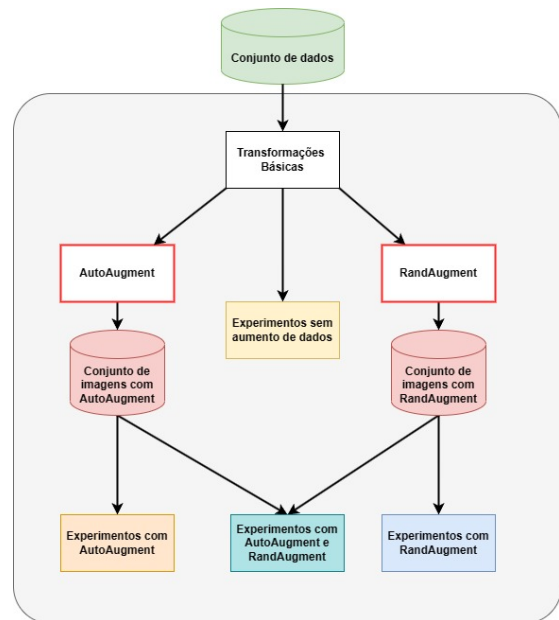 Conjunto de dados
Transformações
Básicas
AutoAugment
RandAugment
Experimentos sem
aumento de dados
Conjunto de
imagens com
AutoAugment
Conjunto de
imagens com
RandAugment
Experimentos com
AutoAugment
Experimentos com
AutoAugment e
RandAugment
Experimentos com
RandAugment